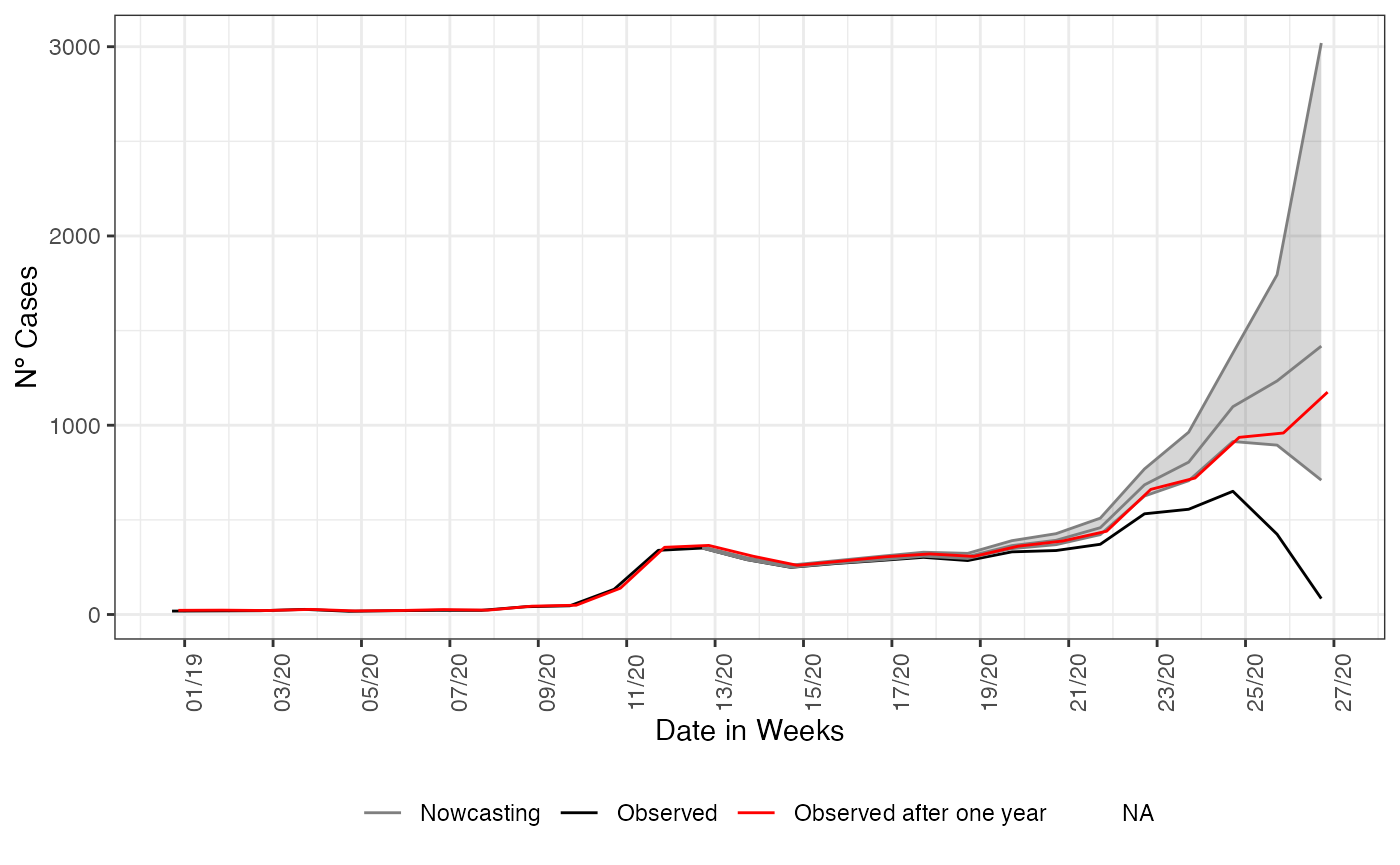 3000
2000
1000
0
N° Cases
01/19 03/20 05/20 07/20 09/20 11/20 13/20 15/20 17/20 19/20 21/20 23/20 25/20 27/20
Date in Weeks
Nowcasting Observed Observed after one year NA